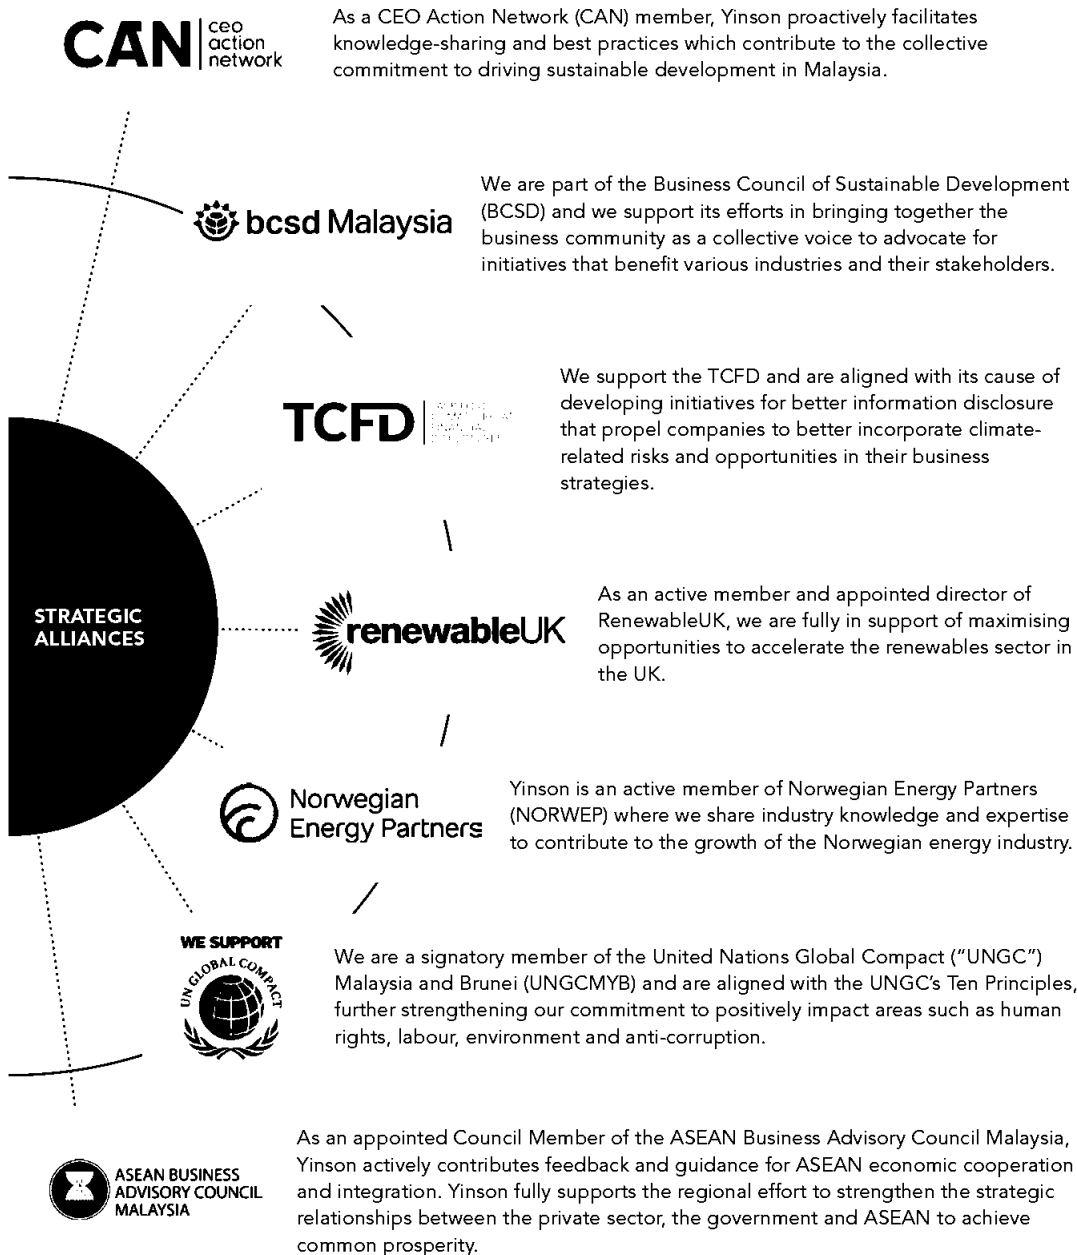 CAN
ceo
action
network
As a CEO Action Network (CAN) member, Yinson proactively facilitates
knowledge-sharing and best practices which contribute to the collective
commitment to driving sustainable development in Malaysia.
bcsd Malaysia
We are part of the Business Council of Sustainable Development
(BCSD) and we support its efforts in bringing together the
business community as a collective voice to advocate for
initiatives that benefit various industries and their stakeholders.
TCFD
We support the TCFD and are aligned with its cause of
developing initiatives for better information disclosure
that propel companies to better incorporate climate-
related risks and opportunities in their business
strategies.
STRATEGIC
ALLIANCES
renewableUK
As an active member and appointed director of
RenewableUK, we are fully in support of maximising
opportunities to accelerate the renewables sector in
the UK.
Norwegian
Energy Partners
Yinson is an active member of Norwegian Energy Partners
(NORWEP) where we share industry knowledge and expertise
to contribute to the growth of the Norwegian energy industry.
WE SUPPORT
UN GLOBAL COMPACT
We are a signatory member of the United Nations Global Compact (“UNGC”)
Malaysia and Brunei (UNGCMYB) and are aligned with the UNGC’s Ten Principles,
further strengthening our commitment to positively impact areas such as human
rights, labour, environment and anti-corruption.
ASEAN BUSINESS
ADVISORY COUNCIL
MALAYSIA
As an appointed Council Member of the ASEAN Business Advisory Council Malaysia,
Yinson actively contributes feedback and guidance for ASEAN economic cooperation
and integration. Yinson fully supports the regional effort to strengthen the strategic
relationships between the private sector, the government and ASEAN to achieve
common prosperity.